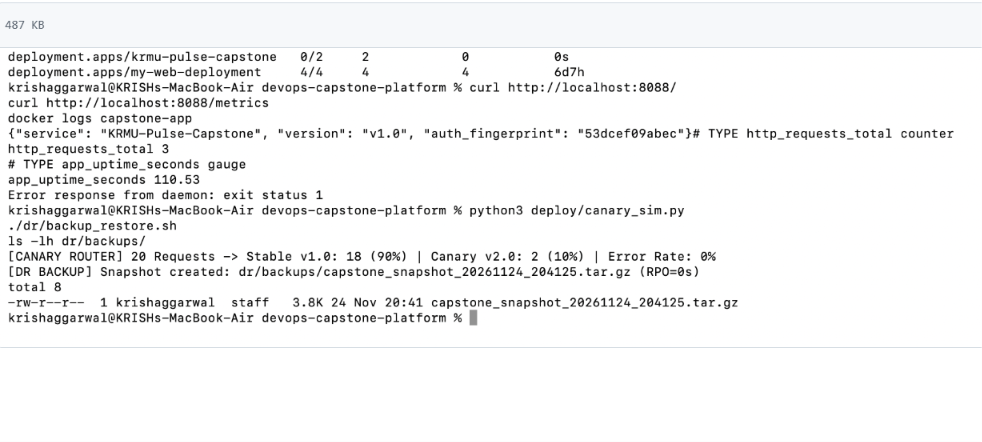 487 KB
deployment.apps/krmu-pulse-capstone   0/2     2            0           0s
deployment.apps/my-web-deployment     4/4     4            4           6d7h
krishaggarwal@KRISHs-MacBook-Air devops-capstone-platform % curl http://localhost:8088/
curl http://localhost:8088/metrics
docker logs capstone-app
{"service": "KRMU-Pulse-Capstone", "version": "v1.0", "auth_fingerprint": "53dcef09abec"}# TYPE http_requests_total counter
http_requests_total 3
# TYPE app_uptime_seconds gauge
app_uptime_seconds 110.53
Error response from daemon: exit status 1
krishaggarwal@KRISHs-MacBook-Air devops-capstone-platform % python3 deploy/canary_sim.py
./dr/backup_restore.sh
ls -lh dr/backups/
[CANARY ROUTER] 20 Requests -> Stable v1.0: 18 (90%) | Canary v2.0: 2 (10%) | Error Rate: 0%
[DR BACKUP] Snapshot created: dr/backups/capstone_snapshot_20261124_204125.tar.gz (RPO=0s)
total 8
-rw-r--r--  1 krishaggarwal  staff   3.8K 24 Nov 20:41 capstone_snapshot_20261124_204125.tar.gz
krishaggarwal@KRISHs-MacBook-Air devops-capstone-platform %